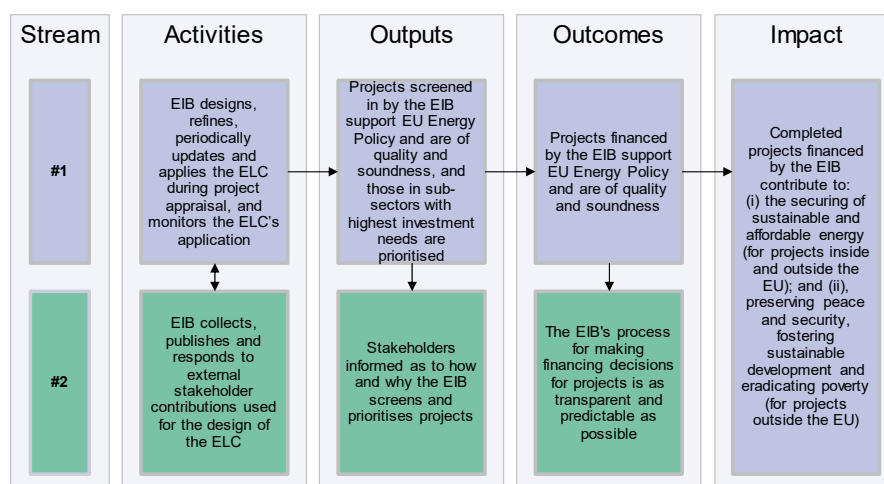 Stream
Activities
Outputs
Outcomes
Impact
#1
EIB designs,
refines,
periodically
updates and
applies the ELC
during project
appraisal, and
monitors the ELC's
application
Projects screened
in by the EIB
support EU Energy
Policy and are of
quality and
soundness, and
those in sub-
sectors with
highest investment
needs are
prioritised
Projects financed
by the EIB support
EU Energy Policy
and are of quality
and soundness
Completed
projects financed
by the EIB
contribute to:
(i) the securing of
sustainable and
affordable energy
(for projects inside
and outside the
EU); and (ii),
preserving peace
and security,
fostering
sustainable
development and
eradicating poverty
(for projects
outside the EU)
#2
EIB collects,
publishes and
responds to
external
stakeholder
contributions used
for the design of
the ELC
Stakeholders
informed as to how
and why the EIB
screens and
prioritises projects
The EIB's process
for making
financing decisions
for projects is as
transparent and
predictable as
possible